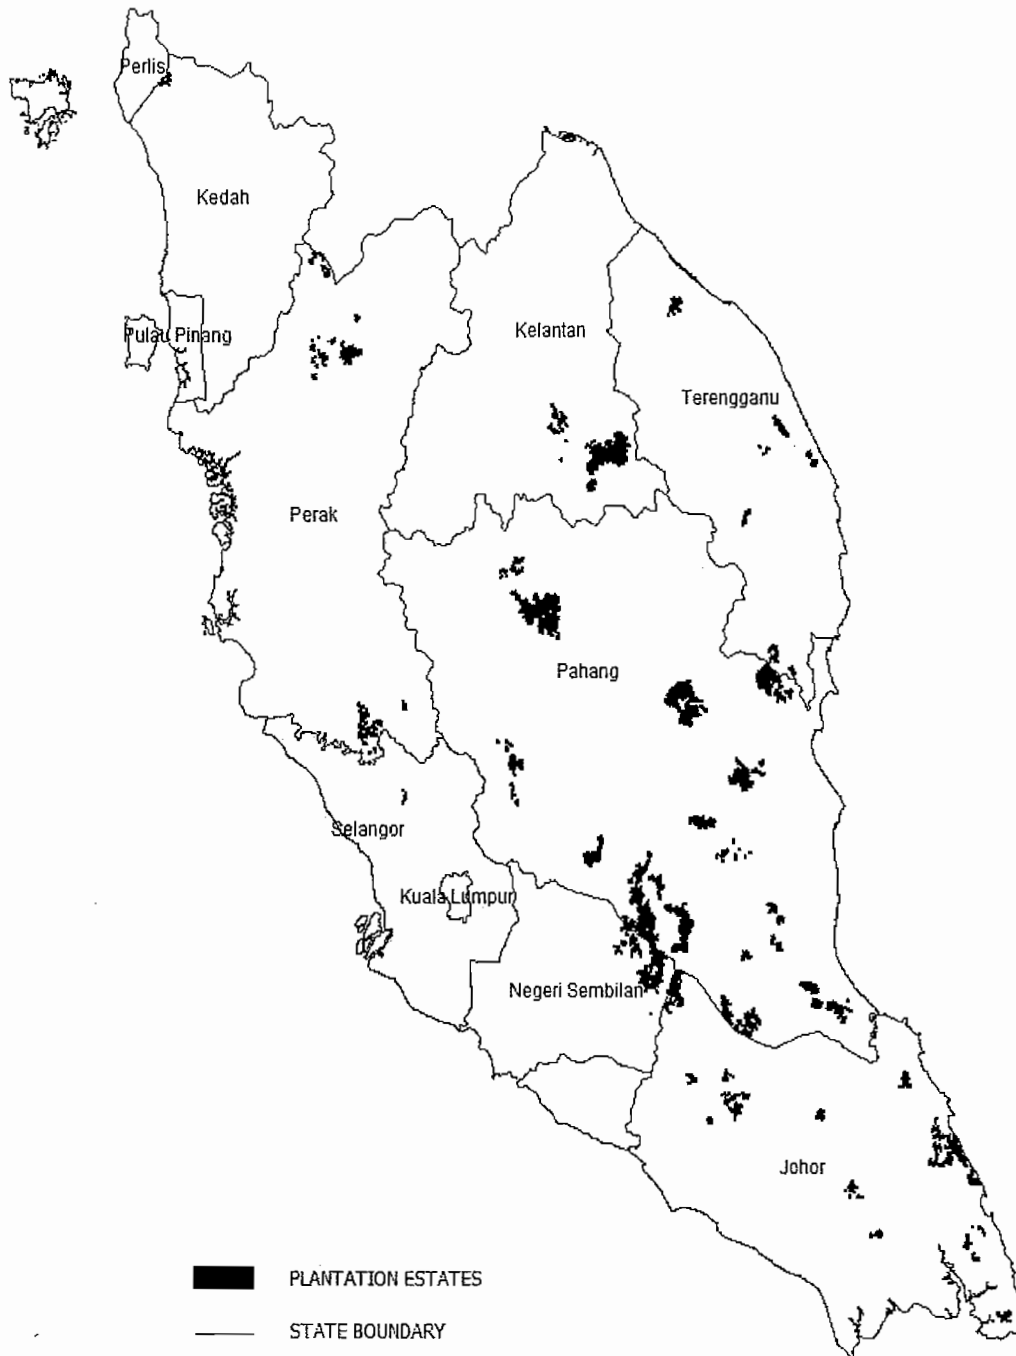 Perlis
Kedah
Pulau Pinang
Kelantan
Terengganu
Perak
Pahang
Selangor
Kuala Lumpur
Negeri Sembilan
Johor
PLANTATION ESTATES
STATE BOUNDARY